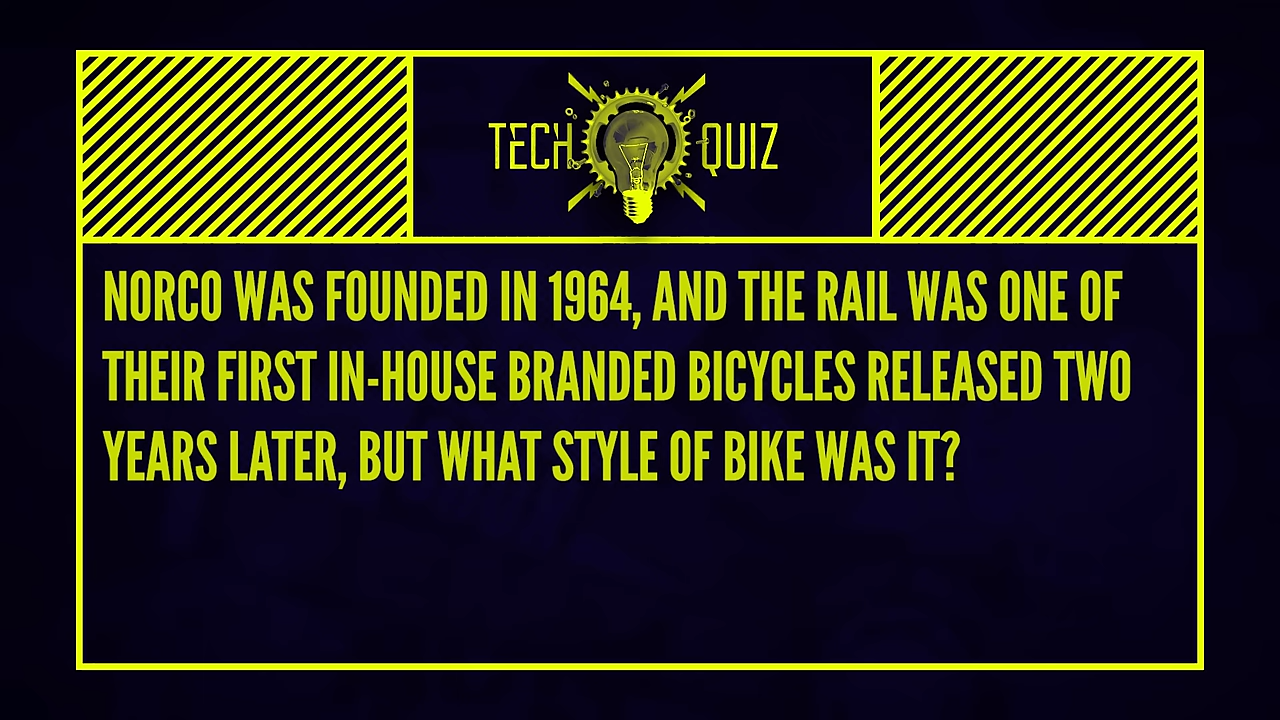 TECH QUIZ
NORCO WAS FOUNDED IN 1964, AND THE RAIL WAS ONE OF
THEIR FIRST IN-HOUSE BRANDED BICYCLES RELEASED TWO
YEARS LATER, BUT WHAT STYLE OF BIKE WAS IT?